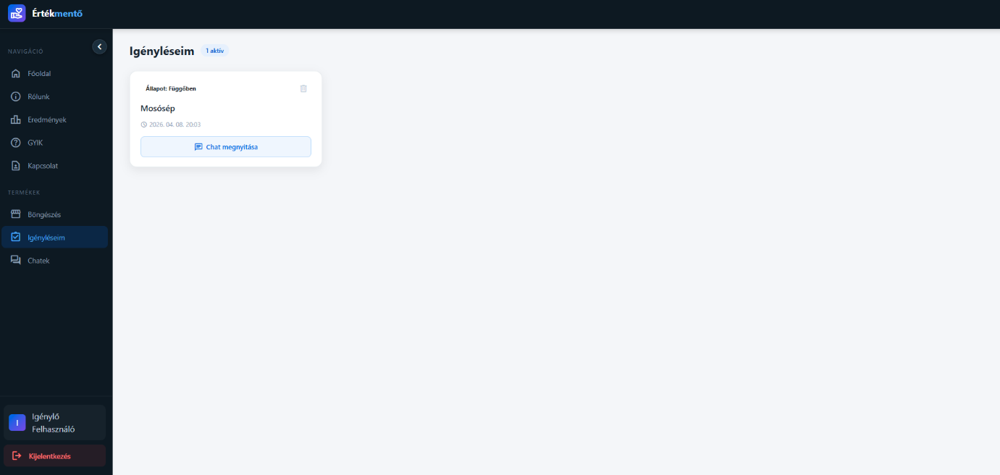 Értékmentő
NAVIGÁCIÓ
Főoldal
Rólunk
Eredmények
GYIK
Kapcsolat
TERMÉKEK
Böngészés
Igényléseim
Chatek
I
Igénylő
Felhasználó
Kijelentkezés
Igényléseim 1 aktív
Állapot: Függőben
Mosósép
2026. 04. 08. 20:03
Chat megnyitása